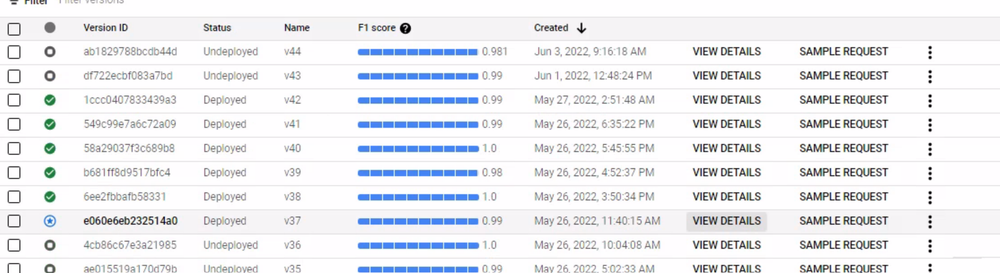 Filter Filter versions
Version ID Status Name F1 score ? Created
ab1829788bcdb44d Undeployed v44 0.981 Jun 3, 2022, 9:16:18 AM VIEW DETAILS SAMPLE REQUEST
df722ecbf083a7bd Undeployed v43 0.99 Jun 1, 2022, 12:48:24 PM VIEW DETAILS SAMPLE REQUEST
1ccc0407833439a3 Deployed v42 0.99 May 27, 2022, 2:51:48 AM VIEW DETAILS SAMPLE REQUEST
549c99e7a6c72a09 Deployed v41 0.99 May 26, 2022, 6:35:22 PM VIEW DETAILS SAMPLE REQUEST
58a29037f3c689b8 Deployed v40 1.0 May 26, 2022, 5:45:55 PM VIEW DETAILS SAMPLE REQUEST
b681ff8d9517bfc4 Deployed v39 0.98 May 26, 2022, 4:52:37 PM VIEW DETAILS SAMPLE REQUEST
6ee2fbbafb58331 Deployed v38 1.0 May 26, 2022, 3:50:34 PM VIEW DETAILS SAMPLE REQUEST
e060e6eb232514a0 Deployed v37 0.99 May 26, 2022, 11:40:15 AM VIEW DETAILS SAMPLE REQUEST
4cb86c67e3a21985 Undeployed v36 1.0 May 26, 2022, 10:04:08 AM VIEW DETAILS SAMPLE REQUEST
ae015519a170d79b Undeployed v35 0.99 May 26, 2022, 5:02:33 AM VIEW DETAILS SAMPLE REQUEST